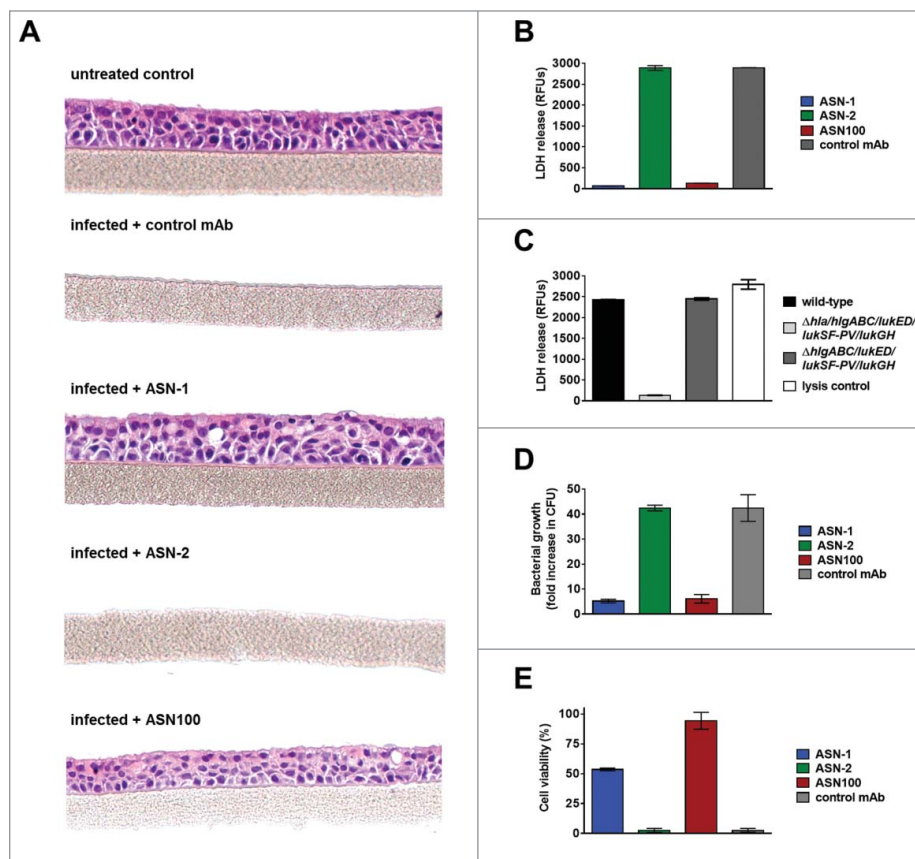 A
untreated control
infected + control mAb
infected + ASN-1
infected + ASN-2
infected + ASN100
B
LDH release (RFUs)
3000
2500
2000
1500
1000
500
0
ASN-1
ASN-2
ASN100
control mAb
C
LDH release (RFUs)
3000
2500
2000
1500
1000
500
0
wild-type
Δhla/hlgABC/lukED/
lukSF-PV/lukGH
ΔhlgABC/lukED/
lukSF-PV/lukGH
lysis control
D
Bacterial growth
(fold increase in CFU)
50
40
30
20
10
0
ASN-1
ASN-2
ASN100
control mAb
E
Cell viability (%)
100
75
50
25
0
ASN-1
ASN-2
ASN100
control mAb